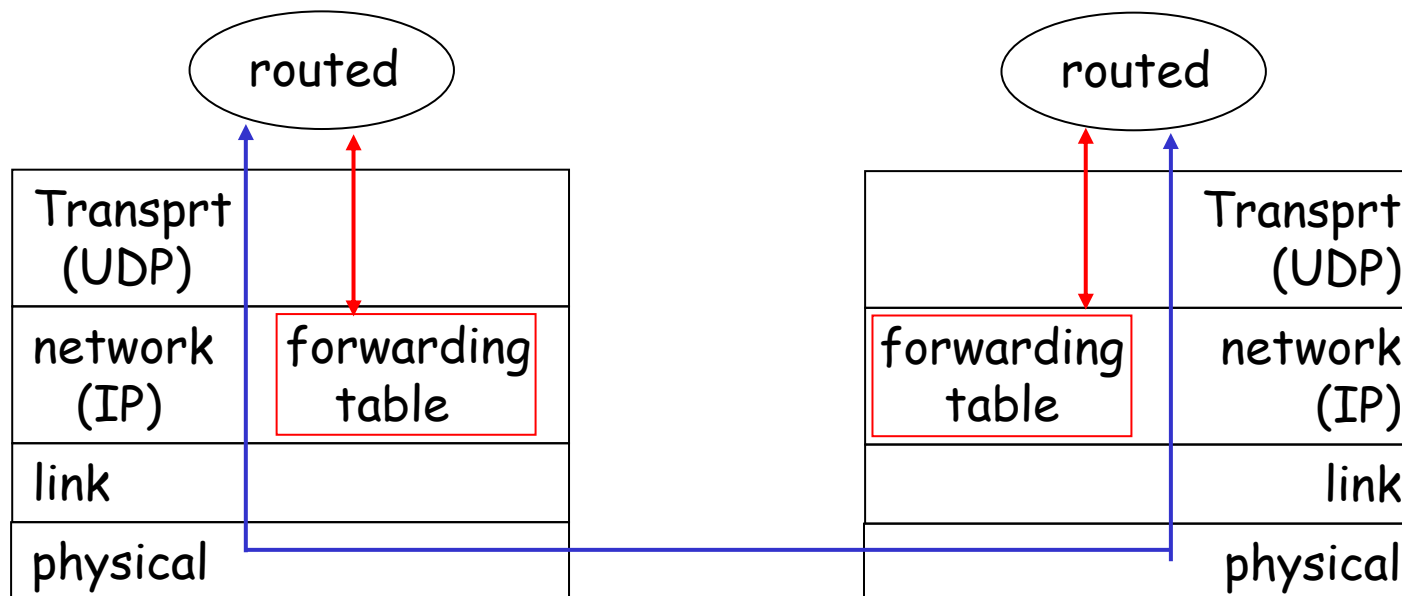 routed
routed
Transprt
(UDP)
network
(IP)
forwarding
table
link
physical
Transprt
(UDP)
forwarding
table
network
(IP)
link
physical